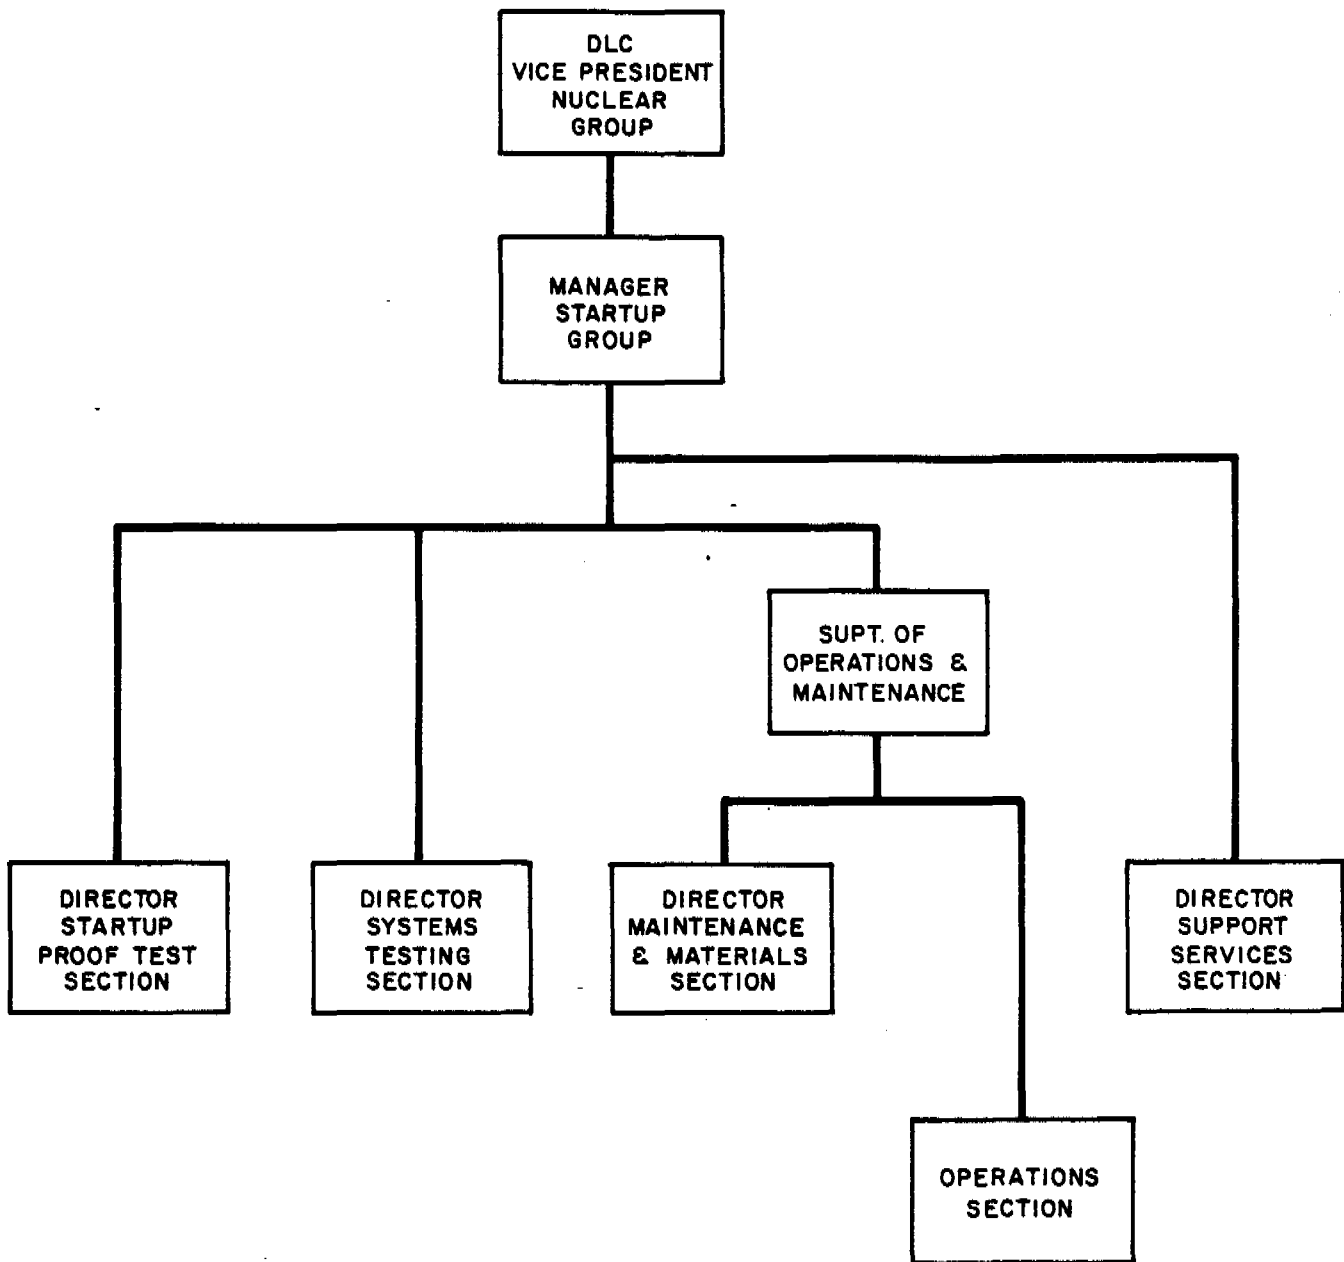 DLC
VICE PRESIDENT
NUCLEAR
GROUP
MANAGER
STARTUP
GROUP
SUPT. OF
OPERATIONS &
MAINTENANCE
DIRECTOR
STARTUP
PROOF TEST
SECTION
DIRECTOR
SYSTEMS
TESTING
SECTION
DIRECTOR
MAINTENANCE
& MATERIALS
SECTION
DIRECTOR
SUPPORT
SERVICES
SECTION
OPERATIONS
SECTION